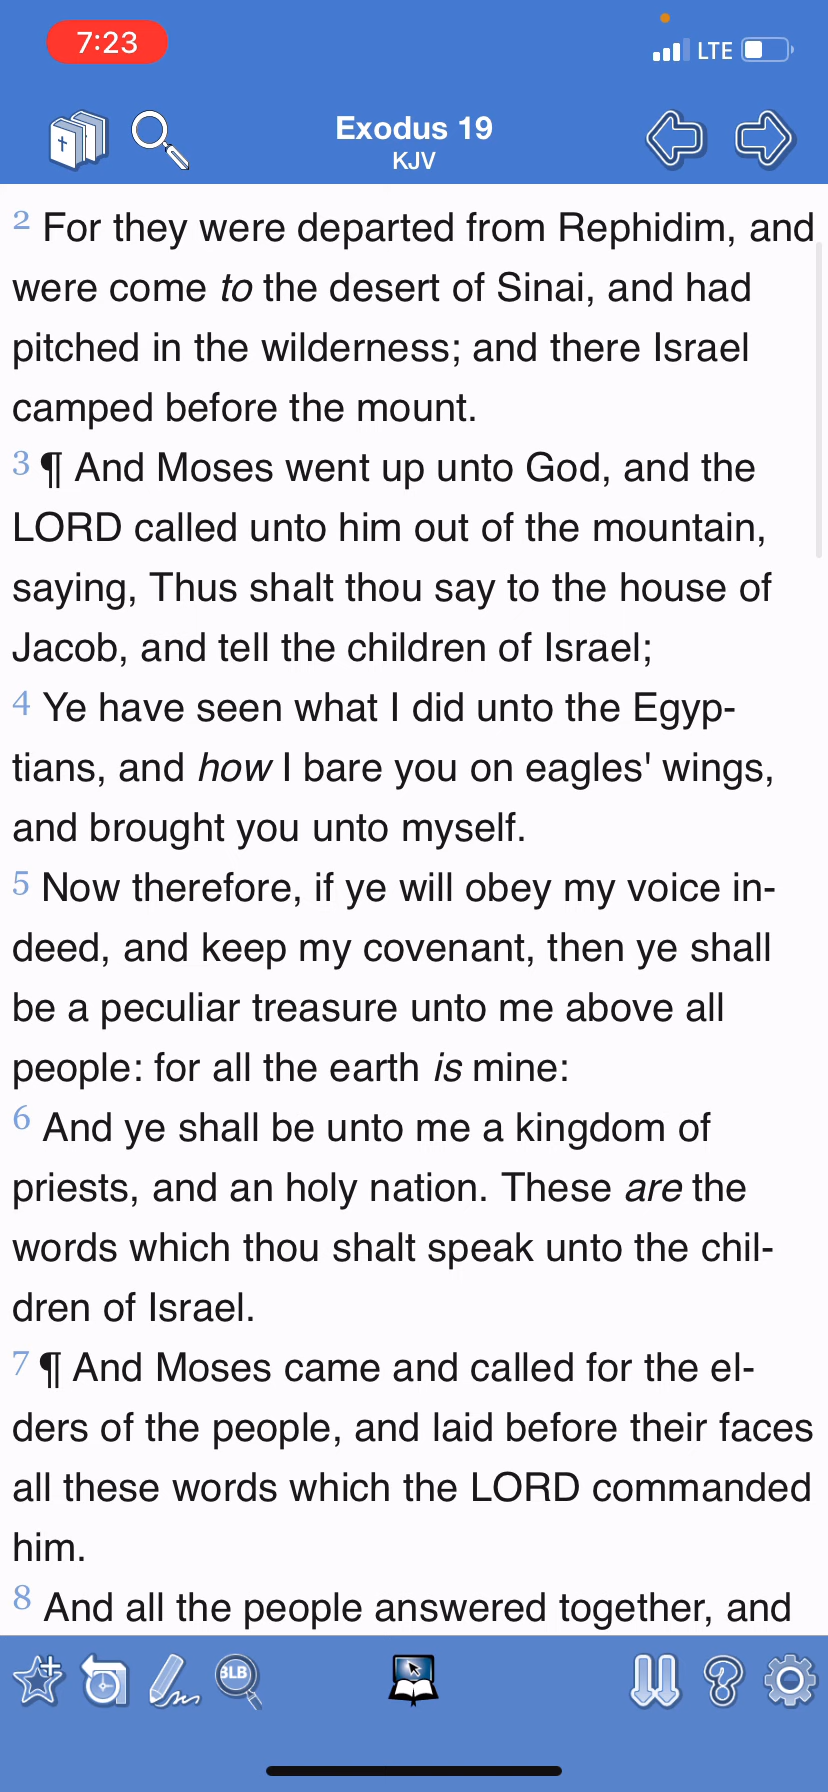 7:23
LTE
Exodus 19
KJV
2 For they were departed from Rephidim, and
were come to the desert of Sinai, and had
pitched in the wilderness; and there Israel
camped before the mount.
3 ¶ And Moses went up unto God, and the
LORD called unto him out of the mountain,
saying, Thus shalt thou say to the house of
Jacob, and tell the children of Israel;
4 Ye have seen what I did unto the Egyp-
tians, and how I bare you on eagles' wings,
and brought you unto myself.
5 Now therefore, if ye will obey my voice in-
deed, and keep my covenant, then ye shall
be a peculiar treasure unto me above all
people: for all the earth is mine:
6 And ye shall be unto me a kingdom of
priests, and an holy nation. These are the
words which thou shalt speak unto the chil-
dren of Israel.
7 ¶ And Moses came and called for the el-
ders of the people, and laid before their faces
all these words which the LORD commanded
him.
8 And all the people answered together, and
BLB